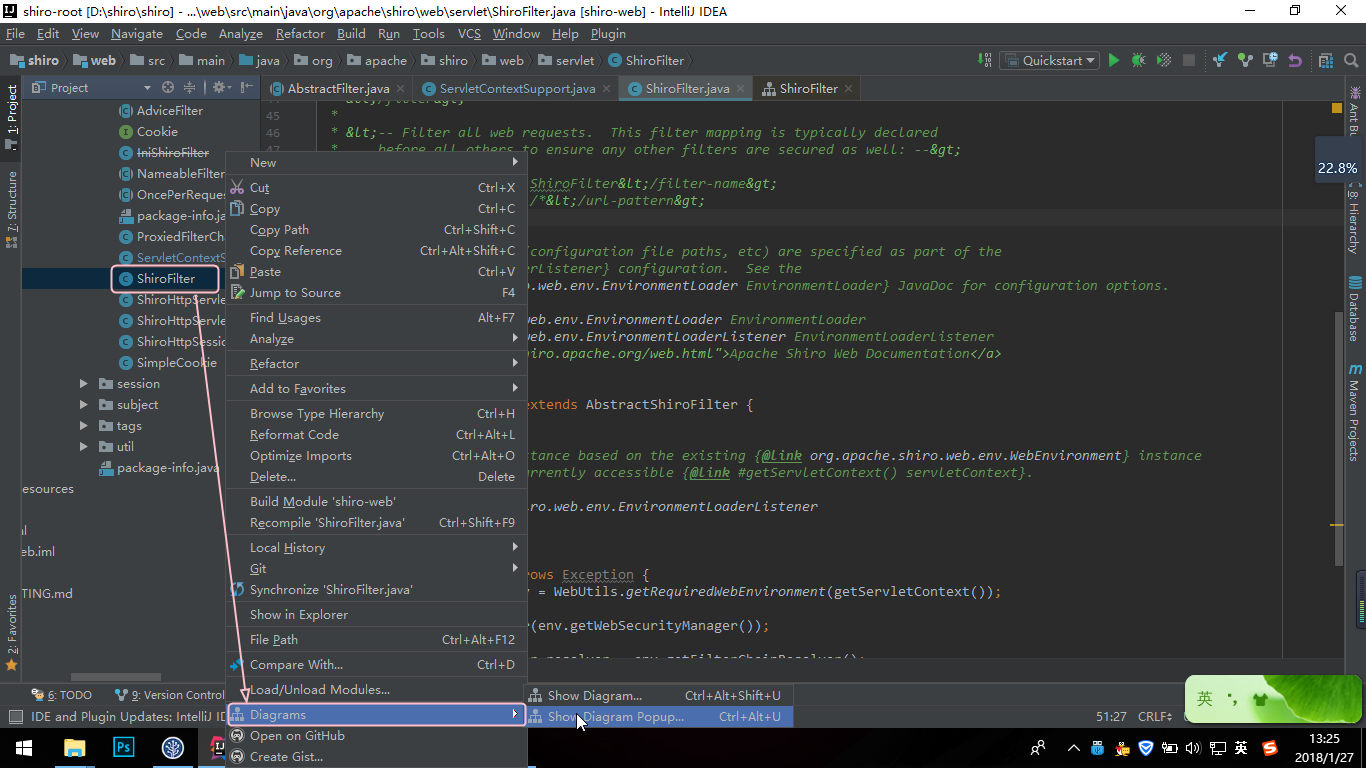 shiro-root [D:\shiro\shiro] - ...\web\src\main\java\org\apache\shiro\web\servlet\ShiroFilter.java [shiro-web] - IntelliJ IDEA
File Edit View Navigate Code Analyze Refactor Build Run Tools VCS Window Help Plugin
shiro web src main java org apache shiro web servlet ShiroFilter Quickstart
Project AbstractFilter.java ServletContextSupport.java ShiroFilter.java ShiroFilter
1: Project
Z: Structure
2: Favorites
AdviceFilter
Cookie
IniShiroFilter
NameableFilter
OncePerReques
package-info.ja
ProxiedFilterCha
ServletContextS
ShiroFilter
ShiroHttpServle
ShiroHttpServle
ShiroHttpSessio
SimpleCookie
session
subject
tags
util
package-info.java
esources
eb.iml
TING.md
45 *
46 * &lt;-- Filter all web requests. This filter mapping is typically declared
47 * before all others to ensure any other filters are secured as well: --&gt;
ShiroFilter&lt;/filter-name&gt;
/*&lt;/url-pattern&gt;
(configuration file paths, etc) are specified as part of the
erListener} configuration. See the
o.web.env.EnvironmentLoader EnvironmentLoader} JavaDoc for configuration options.
web.env.EnvironmentLoader EnvironmentLoader
web.env.EnvironmentLoaderListener EnvironmentLoaderListener
hiro.apache.org/web.html">Apache Shiro Web Documentation</a>
extends AbstractShiroFilter {
stance based on the existing {@link org.apache.shiro.web.env.WebEnvironment} instance
urrently accessible {@link #getServletContext() servletContext}.
ro.web.env.EnvironmentLoaderListener
rows Exception {
= WebUtils.getRequiredWebEnvironment(getServletContext());
(env.getWebSecurityManager());
New
Cut Ctrl+X
Copy Ctrl+C
Copy Path Ctrl+Shift+C
Copy Reference Ctrl+Alt+Shift+C
Paste Ctrl+V
Jump to Source F4
Find Usages Alt+F7
Analyze
Refactor
Add to Favorites
Browse Type Hierarchy Ctrl+H
Reformat Code Ctrl+Alt+L
Optimize Imports Ctrl+Alt+O
Delete... Delete
Build Module 'shiro-web'
Recompile 'ShiroFilter.java' Ctrl+Shift+F9
Local History
Git
Synchronize 'ShiroFilter.java'
Show in Explorer
File Path Ctrl+Alt+F12
Compare With... Ctrl+D
Load/Unload Modules...
Diagrams
Open on GitHub
Create Gist...
Show Diagram... Ctrl+Alt+Shift+U
Show Diagram Popup... Ctrl+Alt+U
22.8%
Ant Bu
Hierarchy
Database
Maven Projects
6: TODO 9: Version Control
IDE and Plugin Updates: IntelliJ ID
51:27 CRLF
英
Ps
英
13:25
2018/1/27